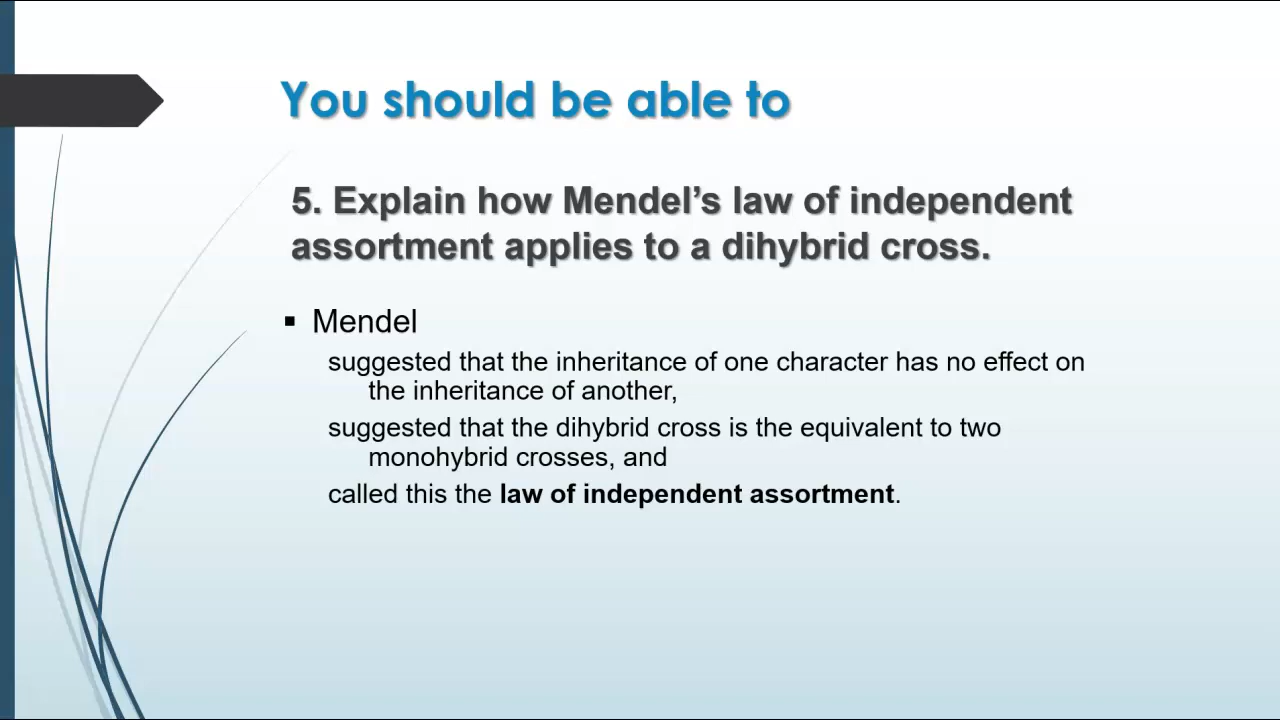 You should be able to
5. Explain how Mendel’s law of independent
assortment applies to a dihybrid cross.
▪ Mendel
suggested that the inheritance of one character has no effect on
the inheritance of another,
suggested that the dihybrid cross is the equivalent to two
monohybrid crosses, and
called this the law of independent assortment.